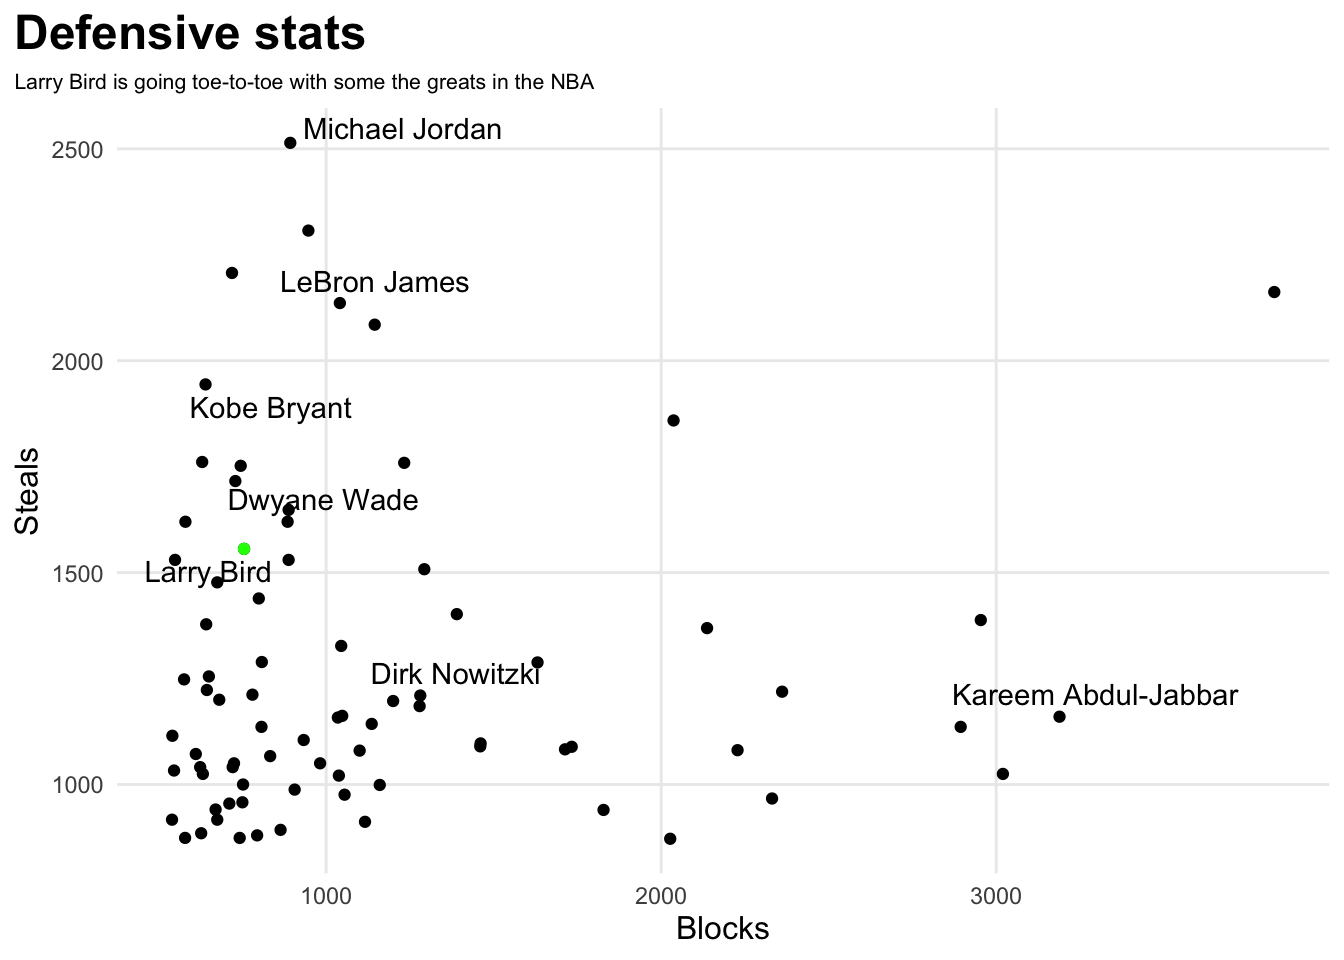 Defensive stats
Larry Bird is going toe-to-toe with some the greats in the NBA
Michael Jordan
2500
LeBron James
2000
Kobe Bryant
Steals
Dwyane Wade
Larry Bird
1500
Dirk Nowitzki
Kareem Abdul-Jabbar
1000
1000 2000 3000
Blocks